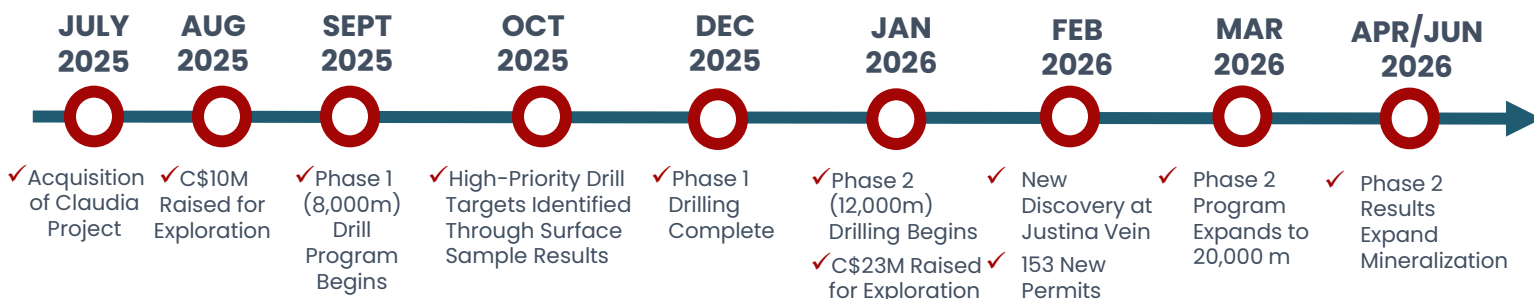 JULY
2025
✓Acquisition
of Claudia
Project
AUG
2025
✓C$10M
Raised for
Exploration
SEPT
2025
✓Phase 1
(8,000m)
Drill
Program
Begins
OCT
2025
✓High-Priority Drill
Targets Identified
Through Surface
Sample Results
DEC
2025
✓Phase 1
Drilling
Complete
JAN
2026
✓Phase 2
(12,000m)
Drilling Begins
✓C$23M Raised
for Exploration
FEB
2026
✓ New
Discovery at
Justina Vein
✓ 153 New
Permits
MAR
2026
✓ Phase 2
Program
Expands to
20,000 m
APR/JUN
2026
✓ Phase 2
Results
Expand
Mineralization